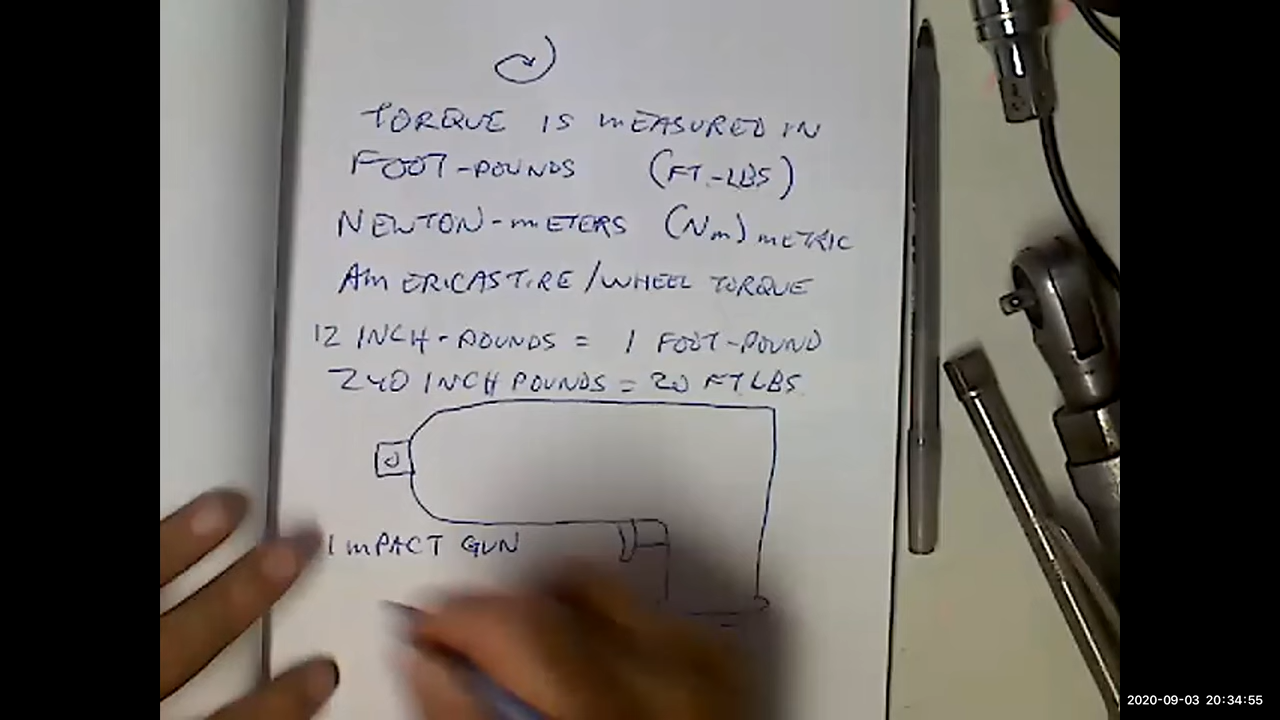 TORQUE IS MEASURED IN
FOOT-POUNDS (FT.-LBS)
NEWTON-METERS (Nm) METRIC
AMERICASTIRE/WHEEL TORQUE
12 INCH-POUNDS = 1 FOOT-POUND
240 INCH POUNDS = 20 FT LBS
IMPACT GUN
2020-09-03 20:34:55